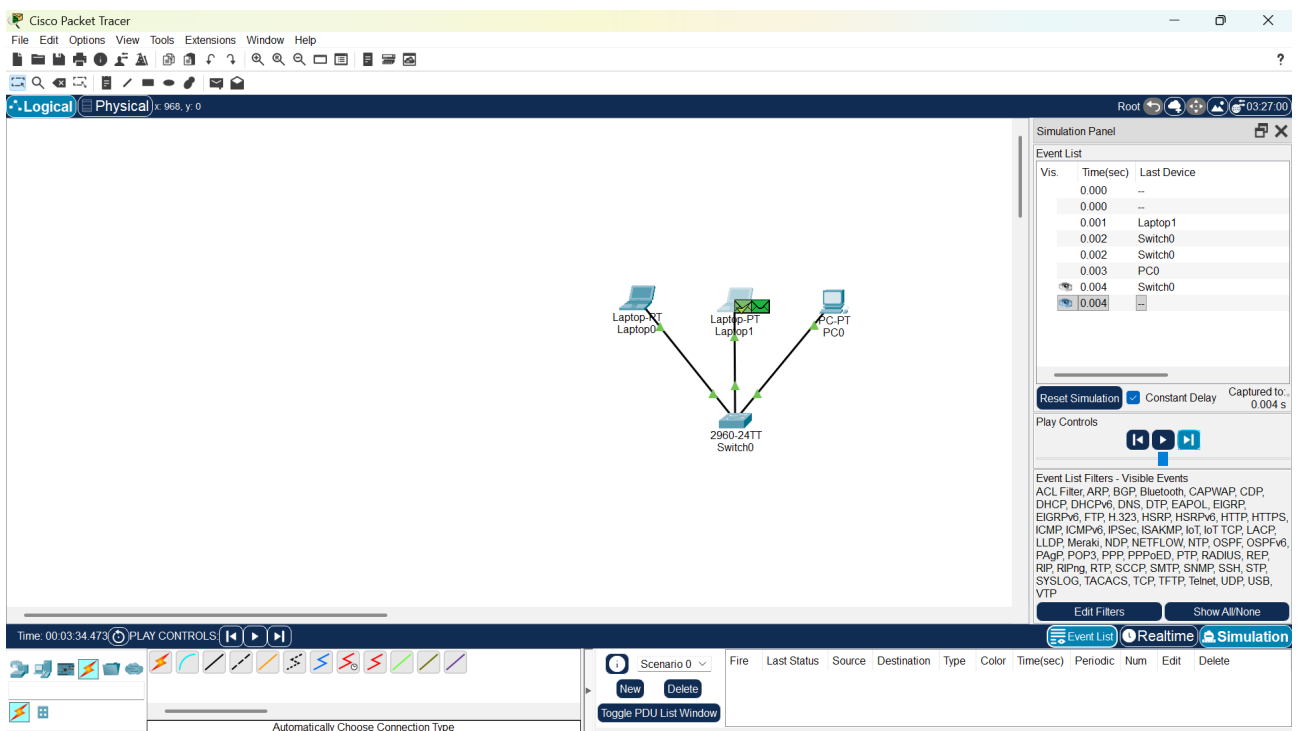 Cisco Packet Tracer
File Edit Options View Tools Extensions Window Help
?
Logical Physical x: 968, y: 0 Root 03:27:00
Simulation Panel
Event List
Vis. Time(sec) Last Device
0.000 --
0.000 --
0.001 Laptop1
0.002 Switch0
0.002 Switch0
0.003 PC0
0.004 Switch0
0.004 --
Laptop-PT
Laptop0
Laptop-PT
Laptop1
PC-PT
PC0
2960-24TT
Switch0
Reset Simulation Constant Delay Captured to:
0.004 s
Play Controls
Event List Filters - Visible Events
ACL Filter, ARP, BGP, Bluetooth, CAPWAP, CDP,
DHCP, DHCPv6, DNS, DTP, EAPOL, EIGRP,
EIGRPv6, FTP, H.323, HSRP, HSRPv6, HTTP, HTTPS,
ICMP, ICMPv6, IPSec, ISAKMP, IoT, IoT TCP, LACP,
LLDP, Meraki, NDP, NETFLOW, NTP, OSPF, OSPFv6,
PAgP, POP3, PPP, PPPoED, PTP, RADIUS, REP,
RIP, RIPng, RTP, SCCP, SMTP, SNMP, SSH, STP,
SYSLOG, TACACS, TCP, TFTP, Telnet, UDP, USB,
VTP
Edit Filters Show All/None
Time: 00:03:34.473 PLAY CONTROLS: Event List Realtime Simulation
Scenario 0 Fire Last Status Source Destination Type Color Time(sec) Periodic Num Edit Delete
New Delete
Toggle PDU List Window
Automatically Choose Connection Type